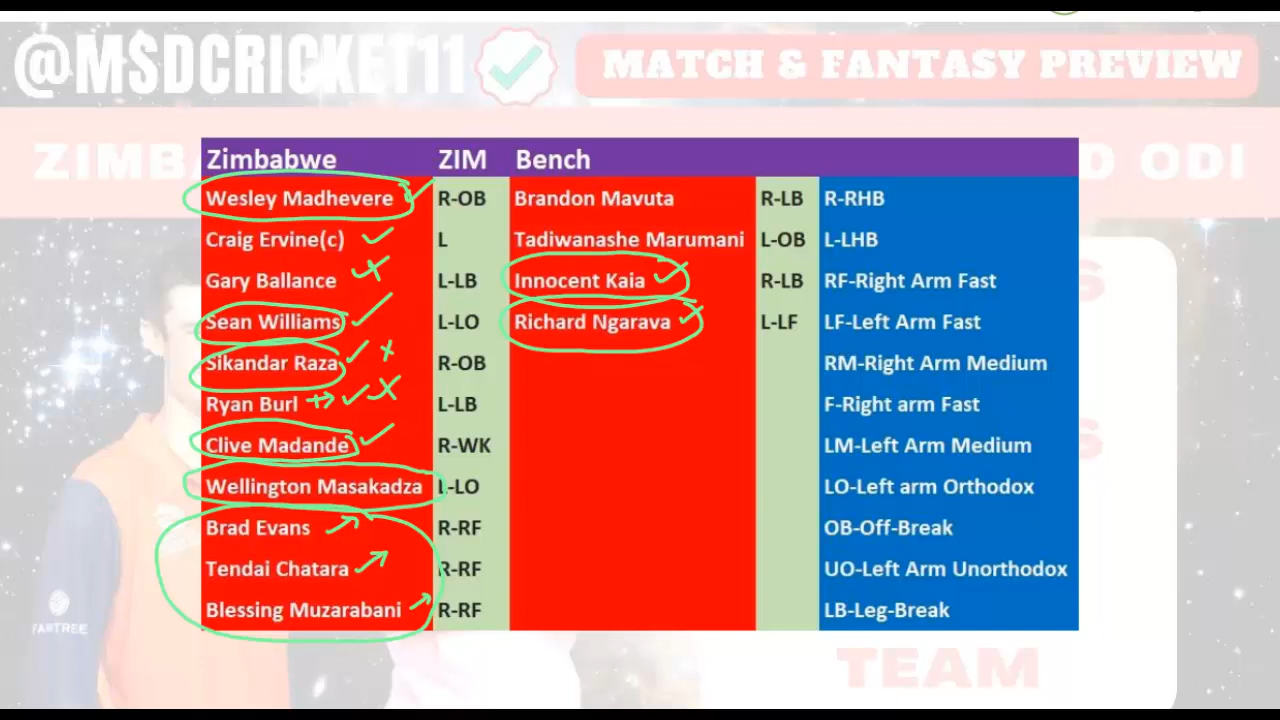 @MSDCRICKET11 MATCH & FANTASY PREVIEW
ZIMB D ODI
Zimbabwe ZIM Bench
Wesley Madhevere R-OB Brandon Mavuta R-LB R-RHB
Craig Ervine(c) L Tadiwanashe Marumani L-OB L-LHB
Gary Ballance L-LB Innocent Kaia R-LB RF-Right Arm Fast
Sean Williams L-LO Richard Ngarava L-LF LF-Left Arm Fast
Sikandar Raza R-OB RM-Right Arm Medium
Ryan Burl L-LB F-Right arm Fast
Clive Madande R-WK LM-Left Arm Medium
Wellington Masakadza L-LO LO-Left arm Orthodox
Brad Evans R-RF OB-Off-Break
Tendai Chatara R-RF UO-Left Arm Unorthodox
Blessing Muzarabani R-RF LB-Leg-Break
FAIRTREE
TEAM